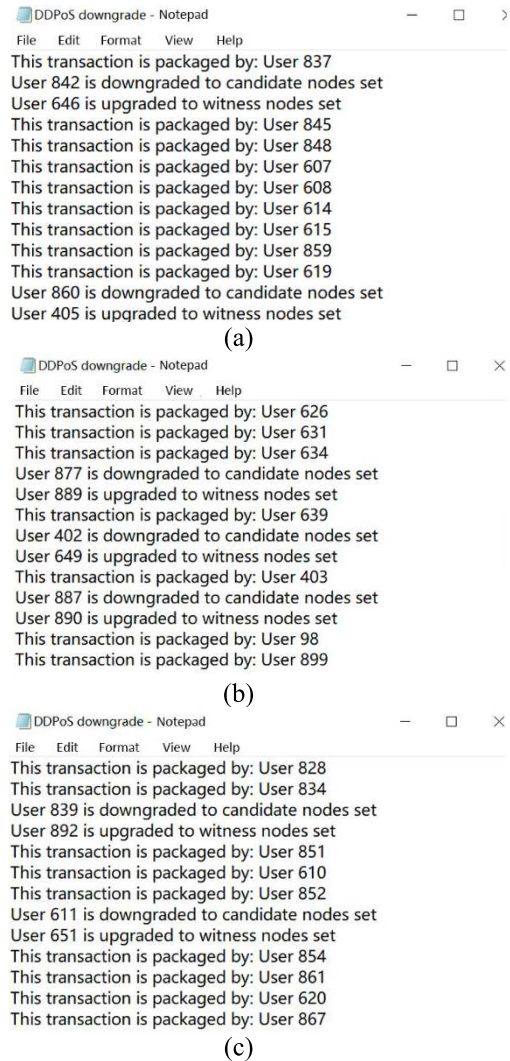 DDPoS downgrade - Notepad
File Edit Format View Help
This transaction is packaged by: User 837
User 842 is downgraded to candidate nodes set
User 646 is upgraded to witness nodes set
This transaction is packaged by: User 845
This transaction is packaged by: User 848
This transaction is packaged by: User 607
This transaction is packaged by: User 608
This transaction is packaged by: User 614
This transaction is packaged by: User 615
This transaction is packaged by: User 859
This transaction is packaged by: User 619
User 860 is downgraded to candidate nodes set
User 405 is upgraded to witness nodes set
(a)
DDPoS downgrade - Notepad
File Edit Format View Help
This transaction is packaged by: User 626
This transaction is packaged by: User 631
This transaction is packaged by: User 634
User 877 is downgraded to candidate nodes set
User 889 is upgraded to witness nodes set
This transaction is packaged by: User 639
User 402 is downgraded to candidate nodes set
User 649 is upgraded to witness nodes set
This transaction is packaged by: User 403
User 887 is downgraded to candidate nodes set
User 890 is upgraded to witness nodes set
This transaction is packaged by: User 98
This transaction is packaged by: User 899
(b)
DDPoS downgrade - Notepad
File Edit Format View Help
This transaction is packaged by: User 828
This transaction is packaged by: User 834
User 839 is downgraded to candidate nodes set
User 892 is upgraded to witness nodes set
This transaction is packaged by: User 851
This transaction is packaged by: User 610
This transaction is packaged by: User 852
User 611 is downgraded to candidate nodes set
User 651 is upgraded to witness nodes set
This transaction is packaged by: User 854
This transaction is packaged by: User 861
This transaction is packaged by: User 620
This transaction is packaged by: User 867
(c)